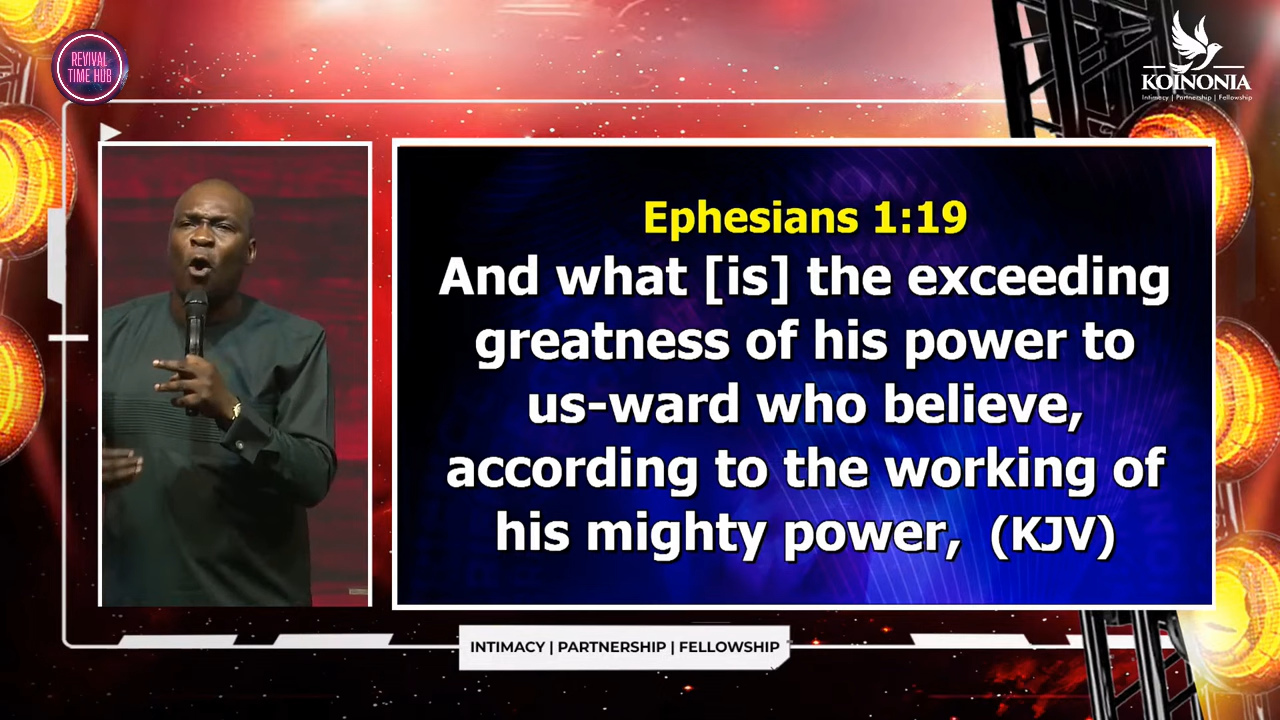 REVIVAL
TIME HUB
KOINONIA
Intimacy | Partnership | Fellowship
Ephesians 1:19
And what [is] the exceeding
greatness of his power to
us-ward who believe,
according to the working of
his mighty power, (KJV)
INTIMACY | PARTNERSHIP | FELLOWSHIP